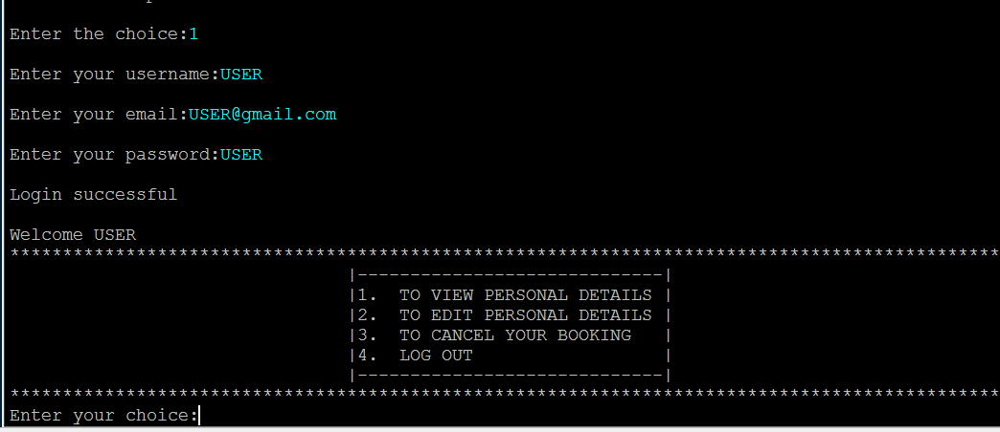 Enter the choice:1
Enter your username:USER
Enter your email:USER@gmail.com
Enter your password:USER
Login successful
Welcome USER
**********************************************************************************************
|-----------------------------|
|1.  TO VIEW PERSONAL DETAILS |
|2.  TO EDIT PERSONAL DETAILS |
|3.  TO CANCEL YOUR BOOKING   |
|4.  LOG OUT                  |
|-----------------------------|
**********************************************************************************************
Enter your choice: